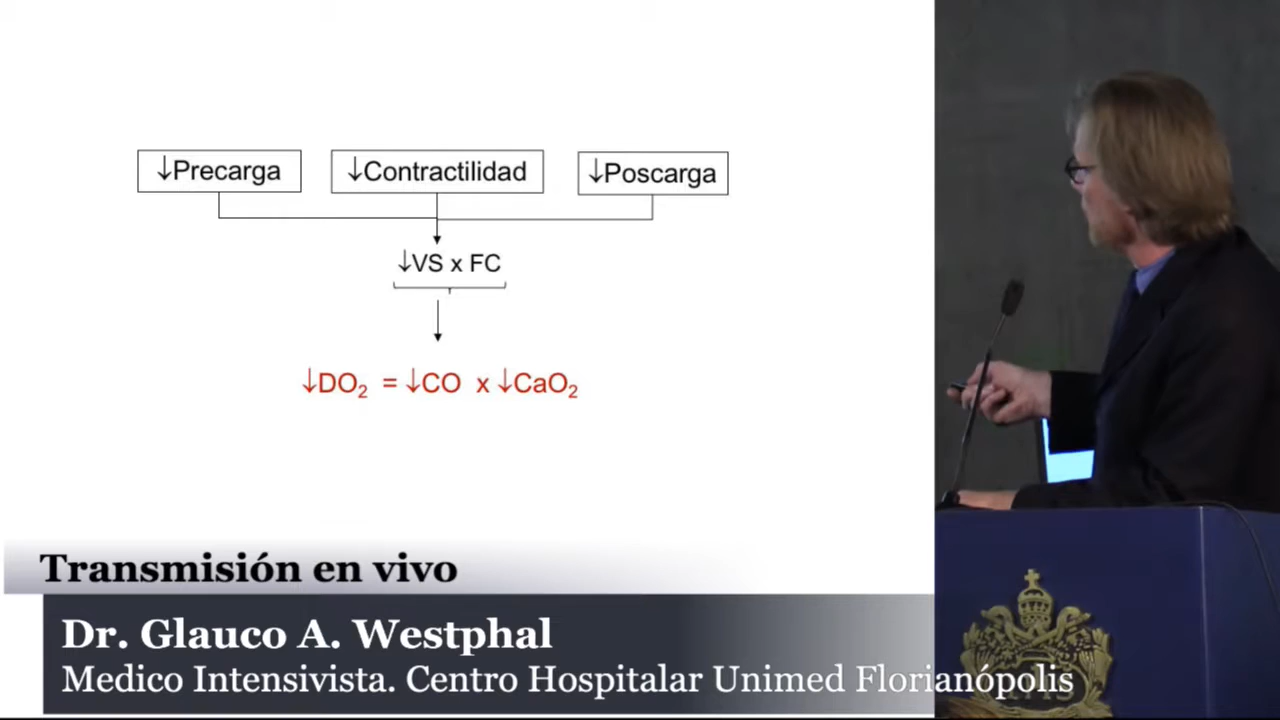 ↓Precarga ↓Contractilidad ↓Poscarga
↓VS x FC
↓DO₂ = ↓CO x ↓CaO₂
Transmisión en vivo
Dr. Glauco A. Westphal
Medico Intensivista. Centro Hospitalar Unimed Florianópolis